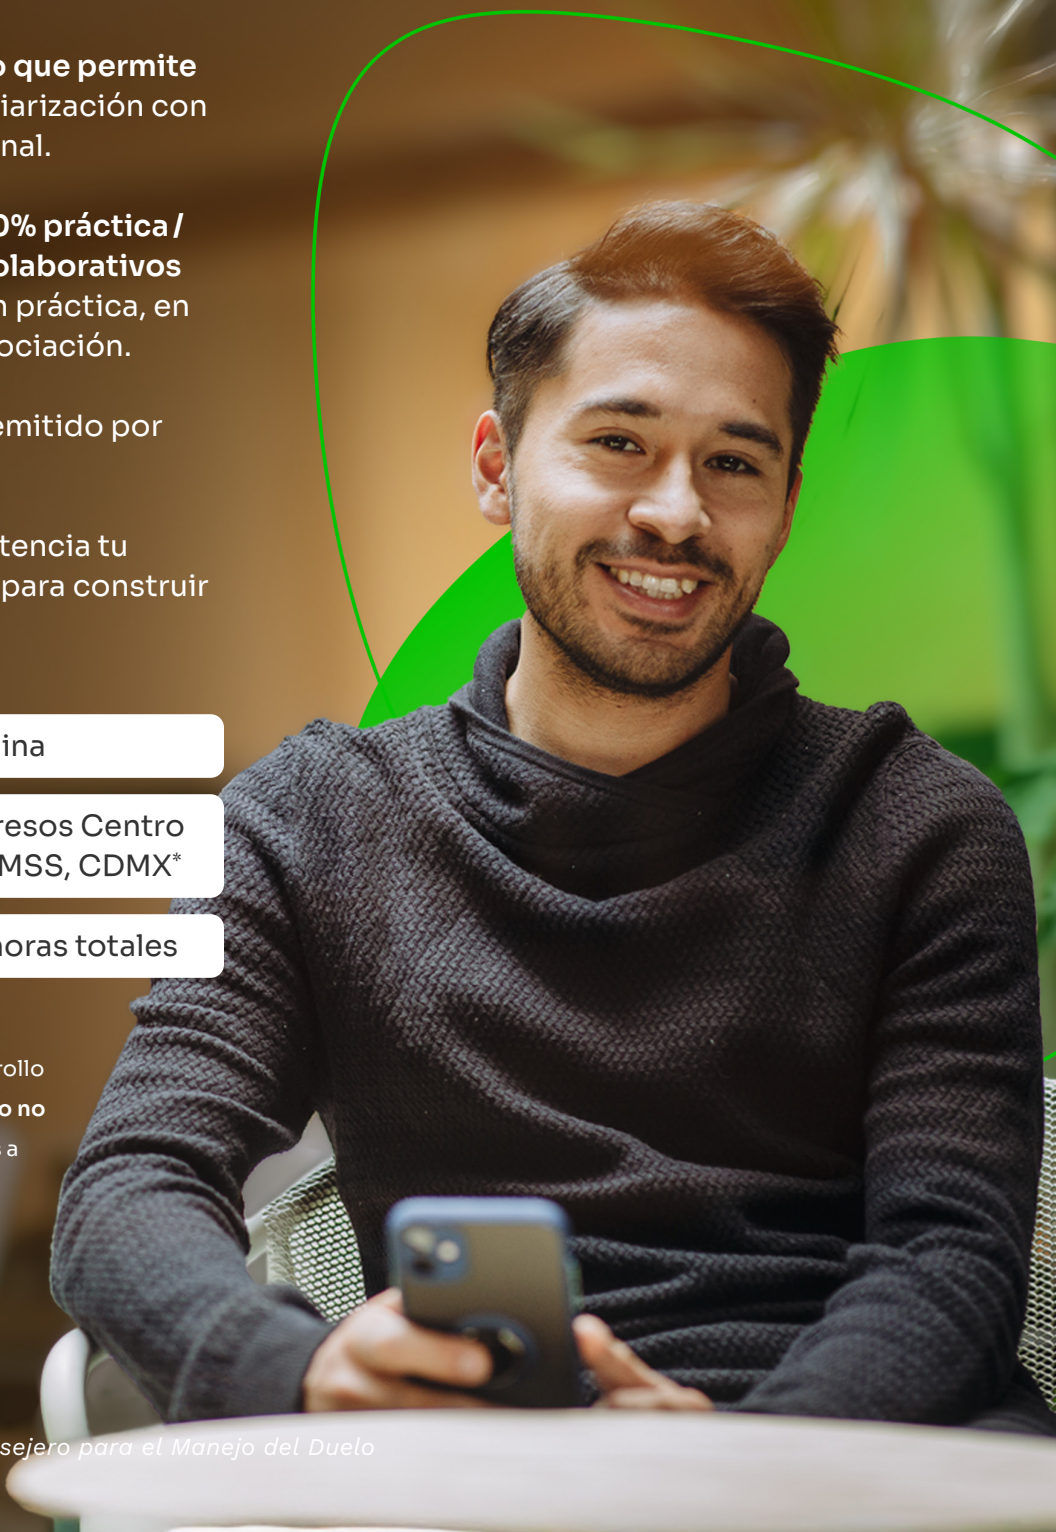 o que permite
iarización con
nal.
0% práctica /
olaborativos
n práctica, en
ociación.
emitido por
tencia tu
para construir
ina
resos Centro
MSS, CDMX*
horas totales
rollo
o no
s a
sejero para el Manejo del Duelo